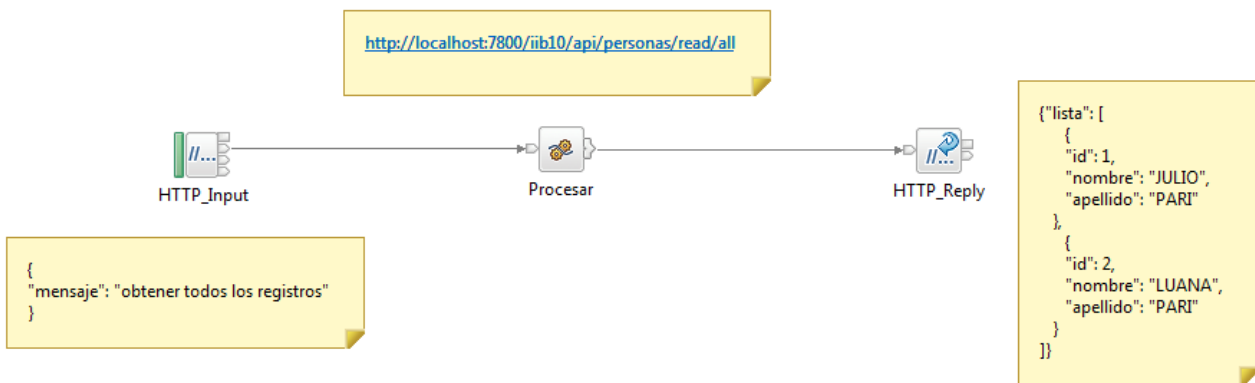 http://localhost:7800/iib10/api/personas/read/all
//...
HTTP_Input
Procesar
//...
HTTP_Reply
{
"mensaje": "obtener todos los registros"
}
{"lista": [
{
"id": 1,
"nombre": "JULIO",
"apellido": "PARI"
},
{
"id": 2,
"nombre": "LUANA",
"apellido": "PARI"
}
]}